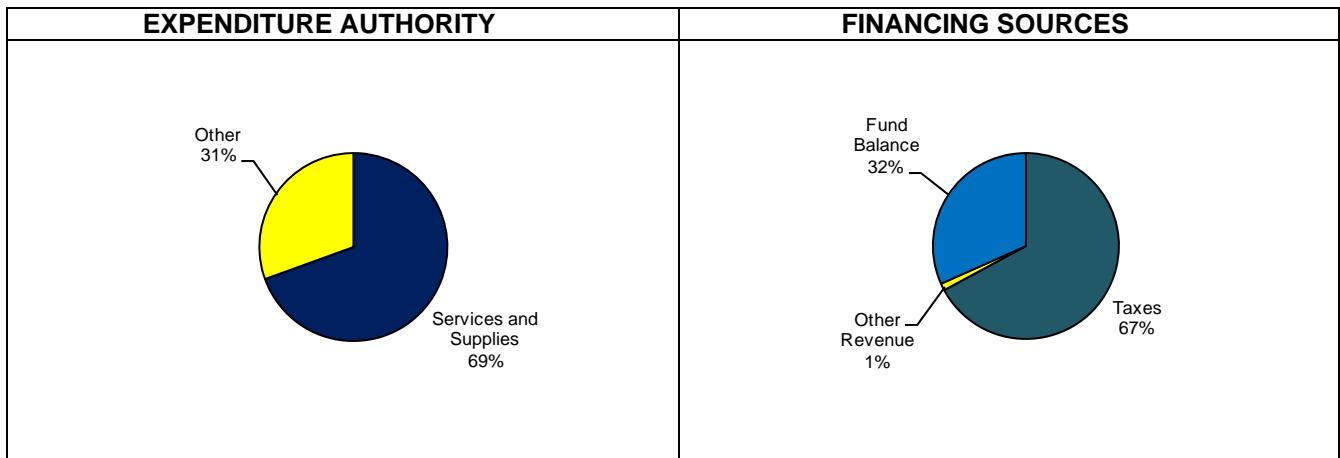 EXPENDITURE AUTHORITY
Other
31%
Services and
Supplies
69%
FINANCING SOURCES
Fund
Balance
32%
Other
Revenue
1%
Taxes
67%